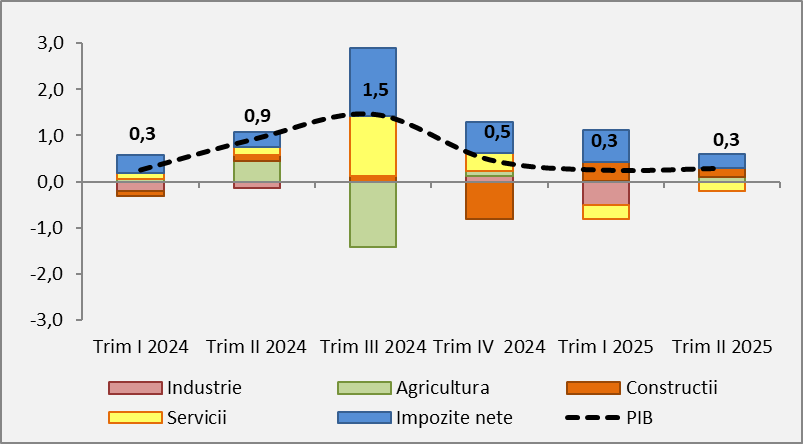 3,0
2,0
1,0
0,0
-1,0
-2,0
-3,0
0,3
0,9
1,5
0,5
0,3
0,3
Trim I 2024
Trim II 2024
Trim III 2024
Trim IV  2024
Trim I 2025
Trim II 2025
Industrie
Agricultura
Constructii
Servicii
Impozite nete
PIB